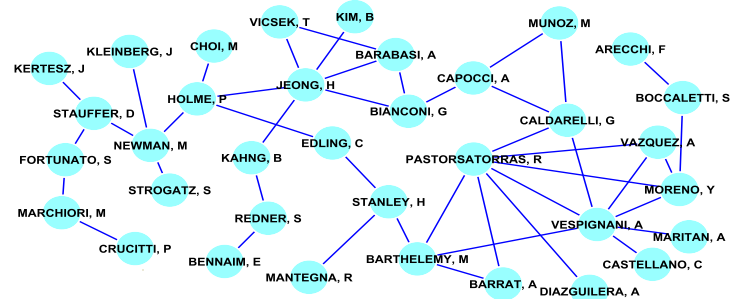 VICSEK, T
KIM, B
MUNOZ, M
KLEINBERG, J
CHOI, M
BARABASI, A
ARECCHI, F
KERTESZ, J
CAPOCCI, A
HOLME, P
JEONG, H
BOCCALETTI, S
STAUFFER, D
BIANCONI, G
CALDARELLI, G
NEWMAN, M
EDLING, C
VAZQUEZ, A
FORTUNATO, S
KAHNG, B
PASTORSATORRAS, R
STROGATZ, S
MORENO, Y
STANLEY, H
MARCHIORI, M
REDNER, S
VESPIGNANI, A
MARITAN, A
CRUCITTI, P
BENNAIM, E
BARTHELEMY, M
CASTELLANO, C
MANTEGNA, R
BARRAT, A
DIAZGUILERA, A